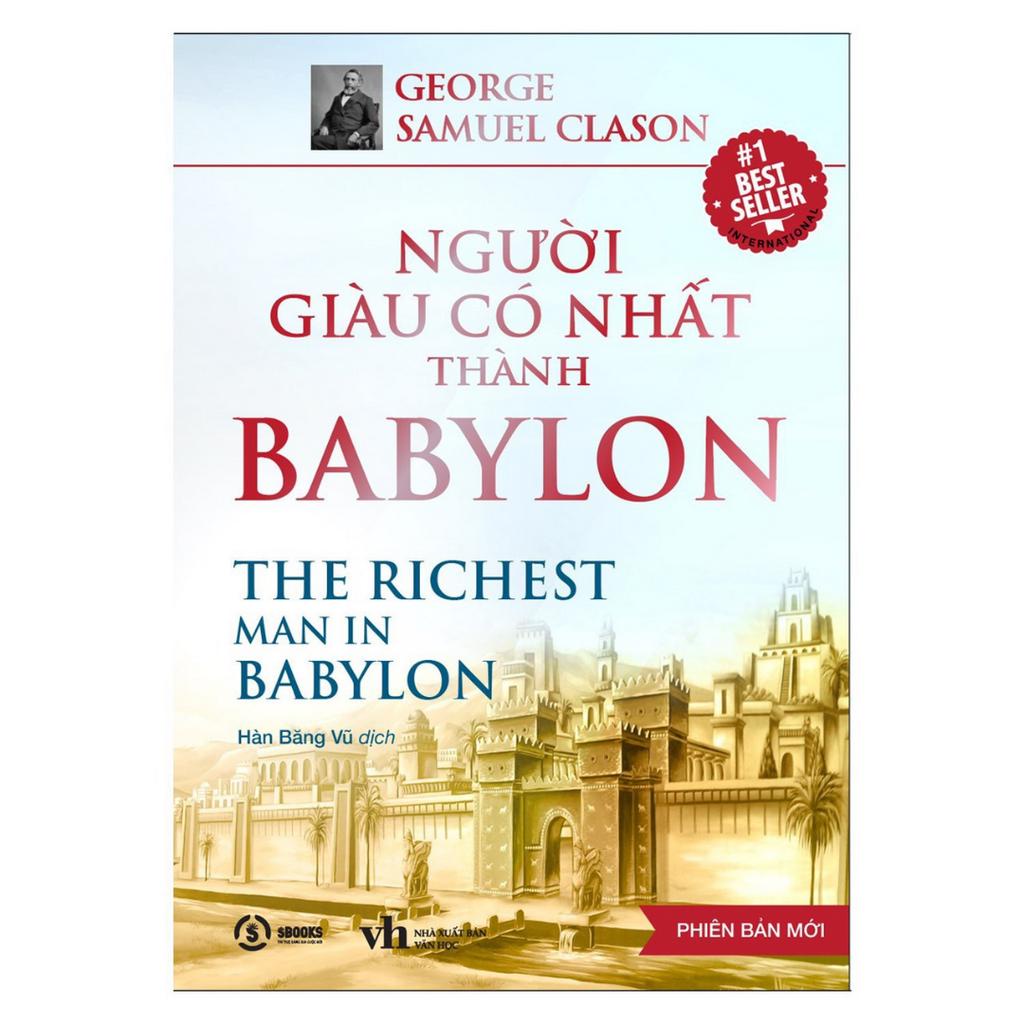 GEORGE
SAMUEL CLASON
#1
BEST
SELLER
INTERNATIONAL
NGƯỜI
GIÀU CÓ NHẤT
THÀNH
BABYLON
THE RICHEST
MAN IN
BABYLON
Hàn Băng Vũ dịch
SBOOKS
vh NHÀ XUẤT BẢN
VĂN HỌC
PHIÊN BẢN MỚI